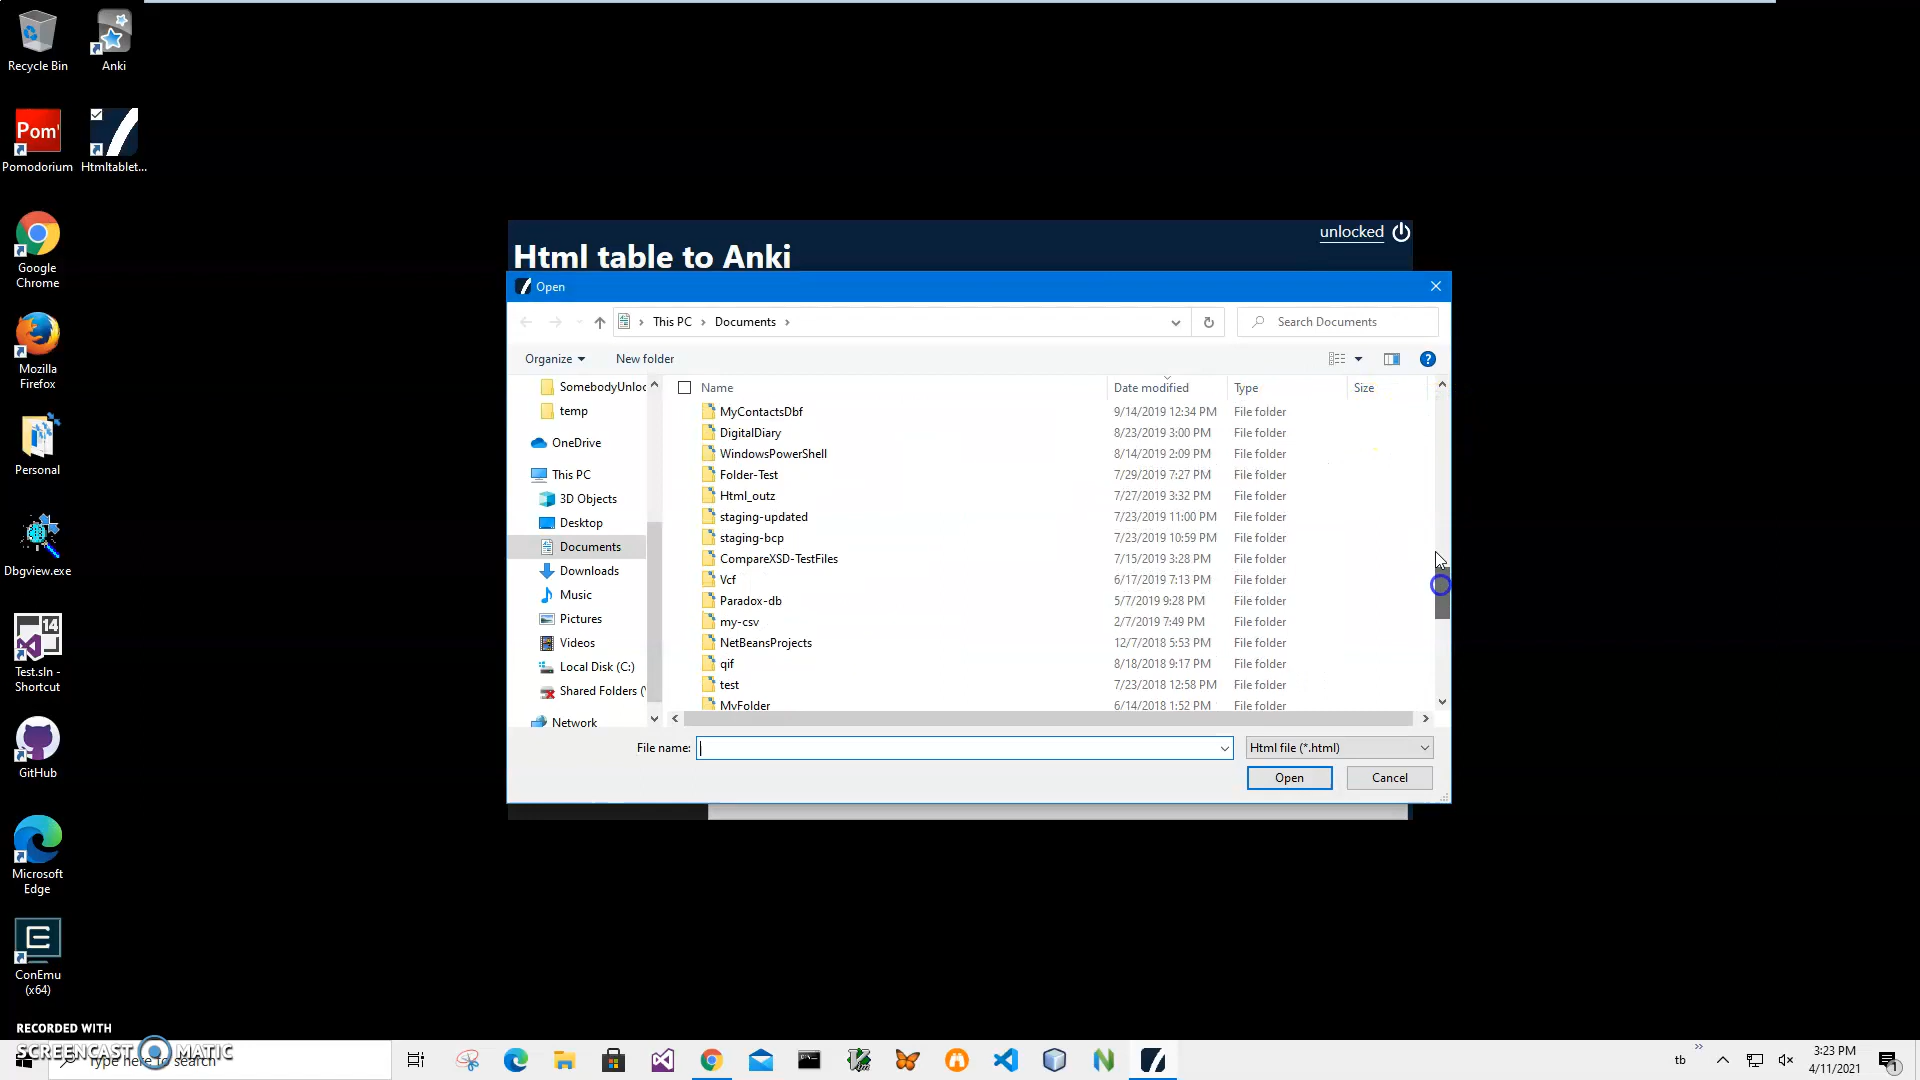 Recycle Bin
Anki
Pom'
Pomodorium
Htmltablet...
Google
Chrome
Mozilla
Firefox
Personal
Dbgview.exe
14
Test.sln -
Shortcut
GitHub
Microsoft
Edge
ConEmu
(x64)
unlocked
Html table to Anki
Open
This PC
Documents
Search Documents
Organize
New folder
SomebodyUnloc
temp
OneDrive
This PC
3D Objects
Desktop
Documents
Downloads
Music
Pictures
Videos
Local Disk (C:)
Shared Folders (
Network
Name Date modified Type Size
MyContactsDbf 9/14/2019 12:34 PM File folder
DigitalDiary 8/23/2019 3:00 PM File folder
WindowsPowerShell 8/14/2019 2:09 PM File folder
Folder-Test 7/29/2019 7:27 PM File folder
Html_outz 7/27/2019 3:32 PM File folder
staging-updated 7/23/2019 11:00 PM File folder
staging-bcp 7/23/2019 10:59 PM File folder
CompareXSD-TestFiles 7/15/2019 3:28 PM File folder
Vcf 6/17/2019 7:13 PM File folder
Paradox-db 5/7/2019 9:28 PM File folder
my-csv 2/7/2019 7:49 PM File folder
NetBeansProjects 12/7/2018 5:53 PM File folder
qif 8/18/2018 9:17 PM File folder
test 7/23/2018 12:58 PM File folder
MyFolder 6/14/2018 1:52 PM File folder
File name:
Html file (*.html)
Open
Cancel
RECORDED WITH
SCREENCAST MATIC
Type here to search
tb
3:23 PM
4/11/2021
1